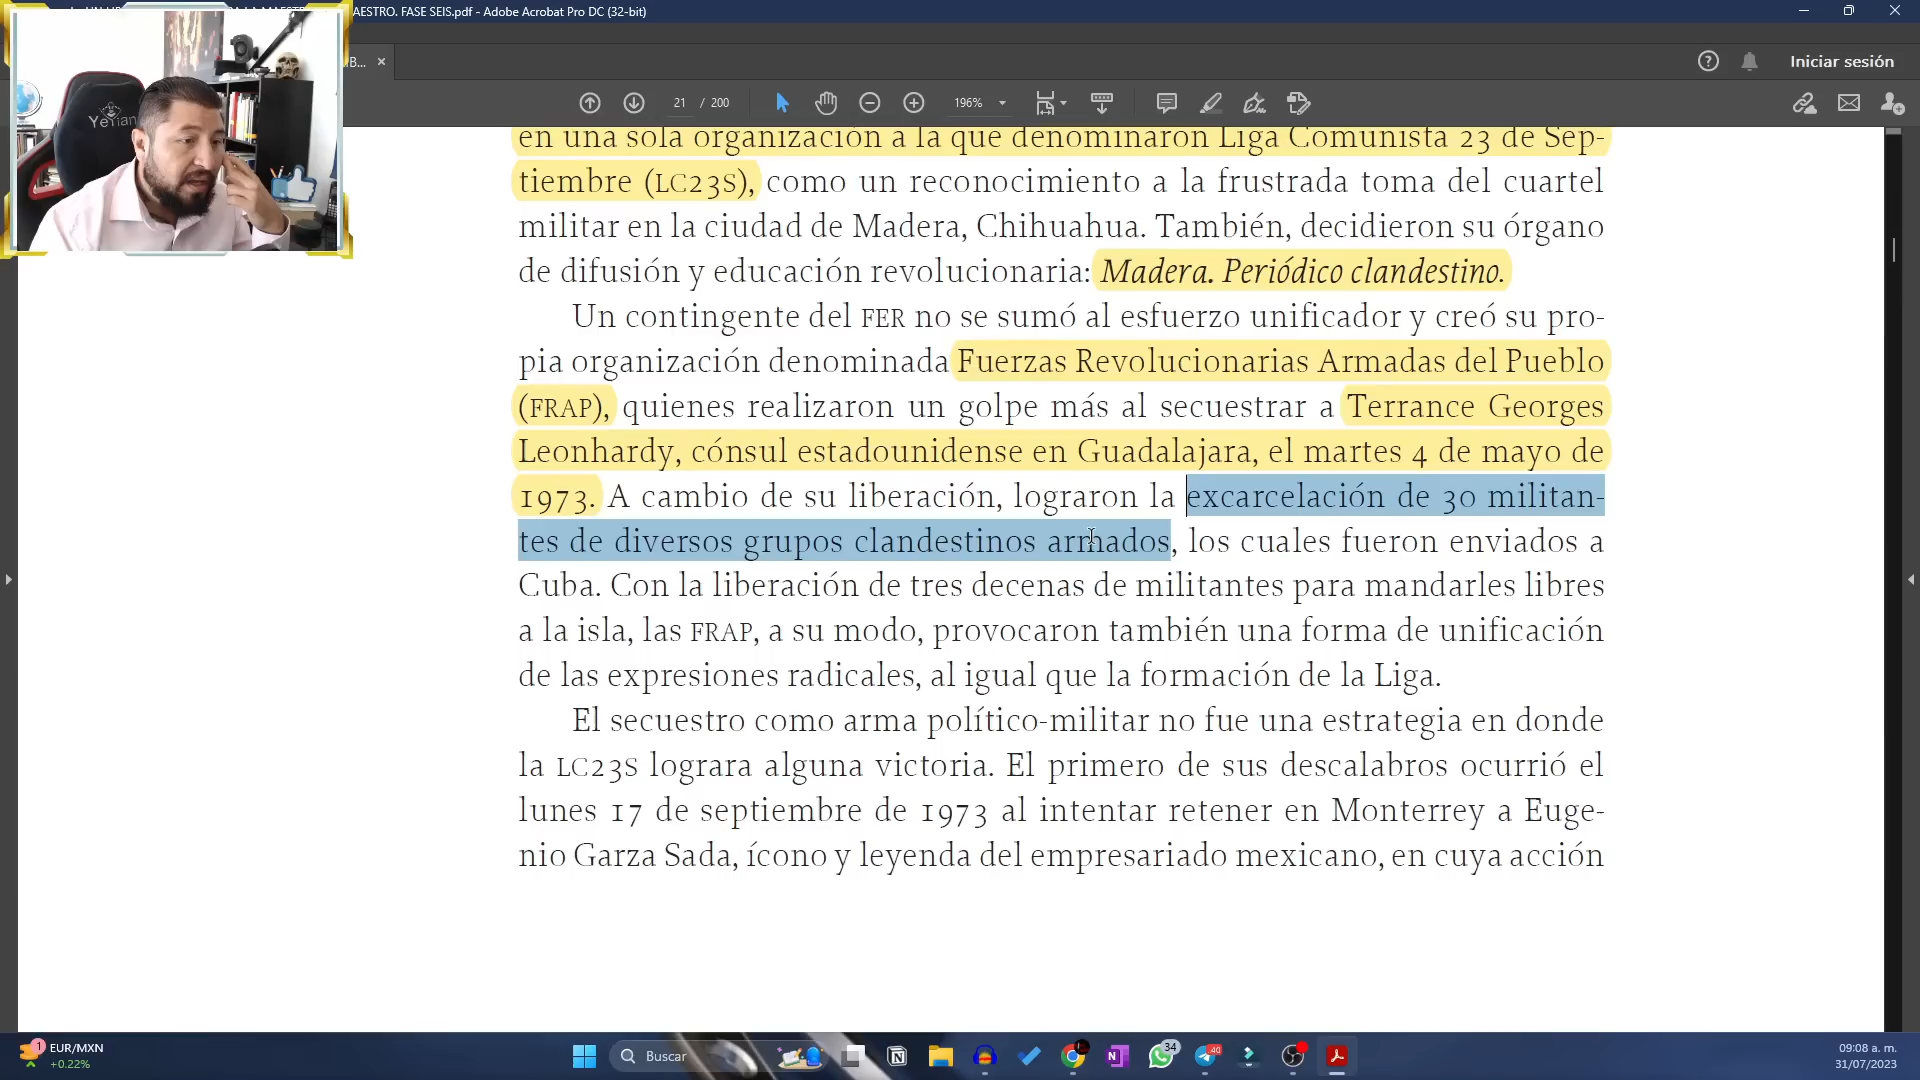 AESTRO. FASE SEIS.pdf - Adobe Acrobat Pro DC (32-bit)
B... ×
Iniciar sesión
21 / 200
196%
en una sola organización a la que denominaron Liga Comunista 23 de Sep-
tiembre (LC23S), como un reconocimiento a la frustrada toma del cuartel
militar en la ciudad de Madera, Chihuahua. También, decidieron su órgano
de difusión y educación revolucionaria: Madera. Periódico clandestino.
Un contingente del FER no se sumó al esfuerzo unificador y creó su pro-
pia organización denominada Fuerzas Revolucionarias Armadas del Pueblo
(FRAP), quienes realizaron un golpe más al secuestrar a Terrance Georges
Leonhardy, cónsul estadounidense en Guadalajara, el martes 4 de mayo de
1973. A cambio de su liberación, lograron la excarcelación de 30 militan-
tes de diversos grupos clandestinos armados, los cuales fueron enviados a
Cuba. Con la liberación de tres decenas de militantes para mandarles libres
a la isla, las FRAP, a su modo, provocaron también una forma de unificación
de las expresiones radicales, al igual que la formación de la Liga.
El secuestro como arma político-militar no fue una estrategia en donde
la LC23S lograra alguna victoria. El primero de sus descalabros ocurrió el
lunes 17 de septiembre de 1973 al intentar retener en Monterrey a Euge-
nio Garza Sada, ícono y leyenda del empresariado mexicano, en cuya acción
1
EUR/MXN
+0.22%
Buscar
34
40
09:08 a. m.
31/07/2023